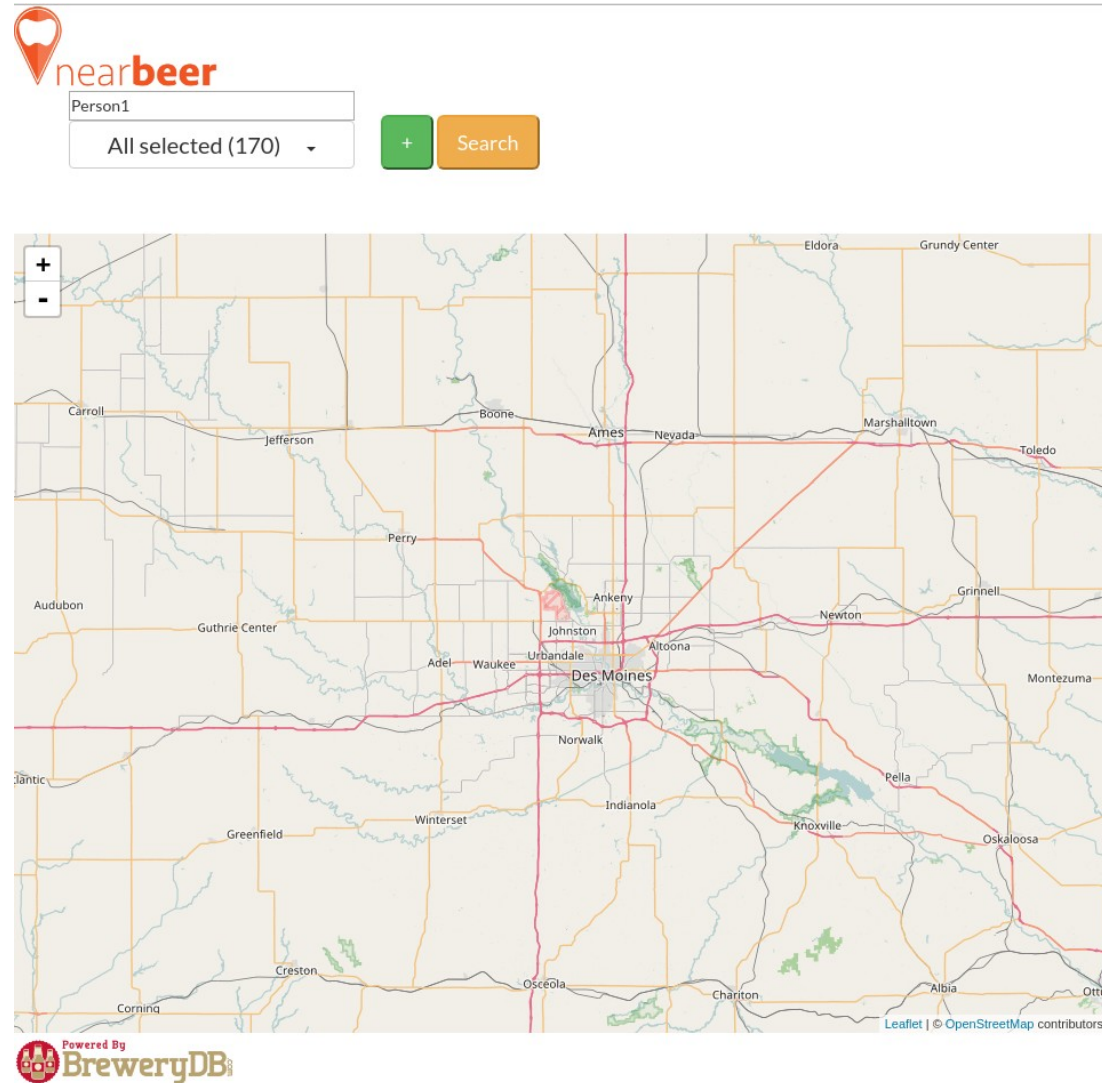 nearbeer
Person1
All selected (170)
+
Search
+
-
Eldora
Grundy Center
Carroll
Boone
Jefferson
Ames
Nevada
Marshalltown
Toledo
Perry
Audubon
Guthrie Center
Ankeny
Grinnell
Newton
Johnston
Urbandale
Altoona
Adel
Waukee
Des Moines
Montezuma
Norwalk
lantic
Pella
Indianola
Winterset
Greenfield
Knoxville
Oskaloosa
Creston
Osceola
Chariton
Albia
Ott
Corning
Leaflet | © OpenStreetMap contributors
Powered By
BreweryDB